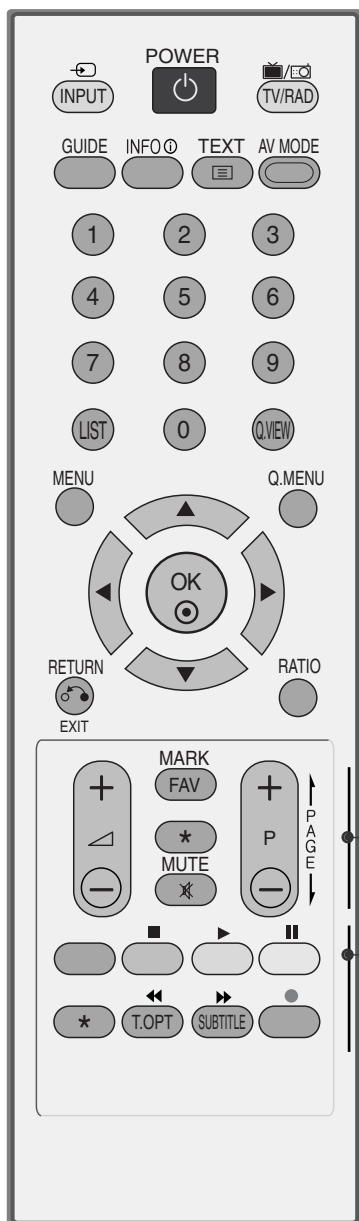 POWER
INPUT
TV/RAD
GUIDE INFO i TEXT AV MODE
1 2 3
4 5 6
7 8 9
LIST 0 Q.VIEW
MENU Q.MENU
OK
RETURN RATIO
EXIT
MARK
+ FAV +
* P
PAGE
MUTE
* T.OPT SUBTITLE